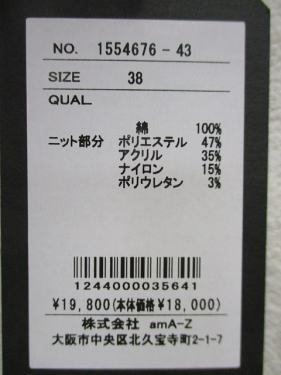 NO. 1554676-43
SIZE 38
QUAL.
綿 100%
ニット部分 ポリエステル 47%
アクリル 35%
ナイロン 15%
ポリウレタン 3%
1244000035641
¥19,800(本体価格¥18,000)
株式会社 amA-Z
大阪市中央区北久宝寺町2-1-7